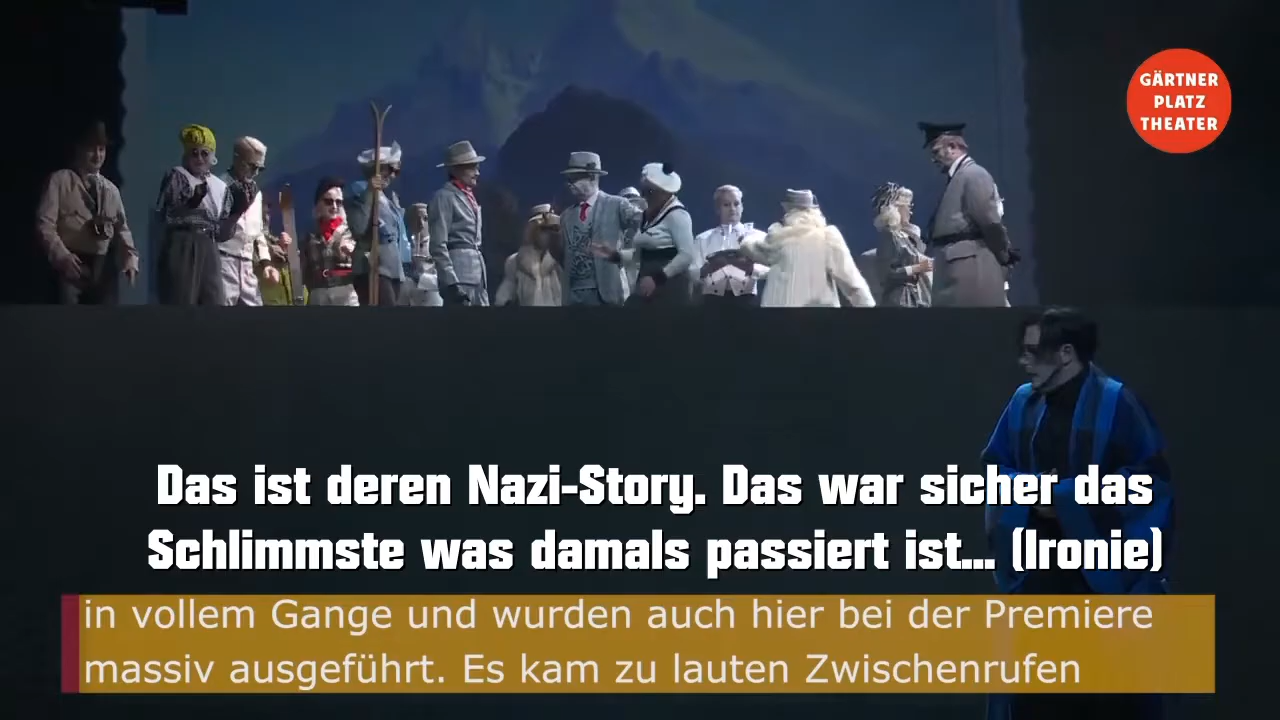 GÄRTNER
PLATZ
THEATER
Das ist deren Nazi-Story. Das war sicher das
Schlimmste was damals passiert ist... (Ironie)
in vollem Gange und wurden auch hier bei der Premiere
massiv ausgeführt. Es kam zu lauten Zwischenrufen